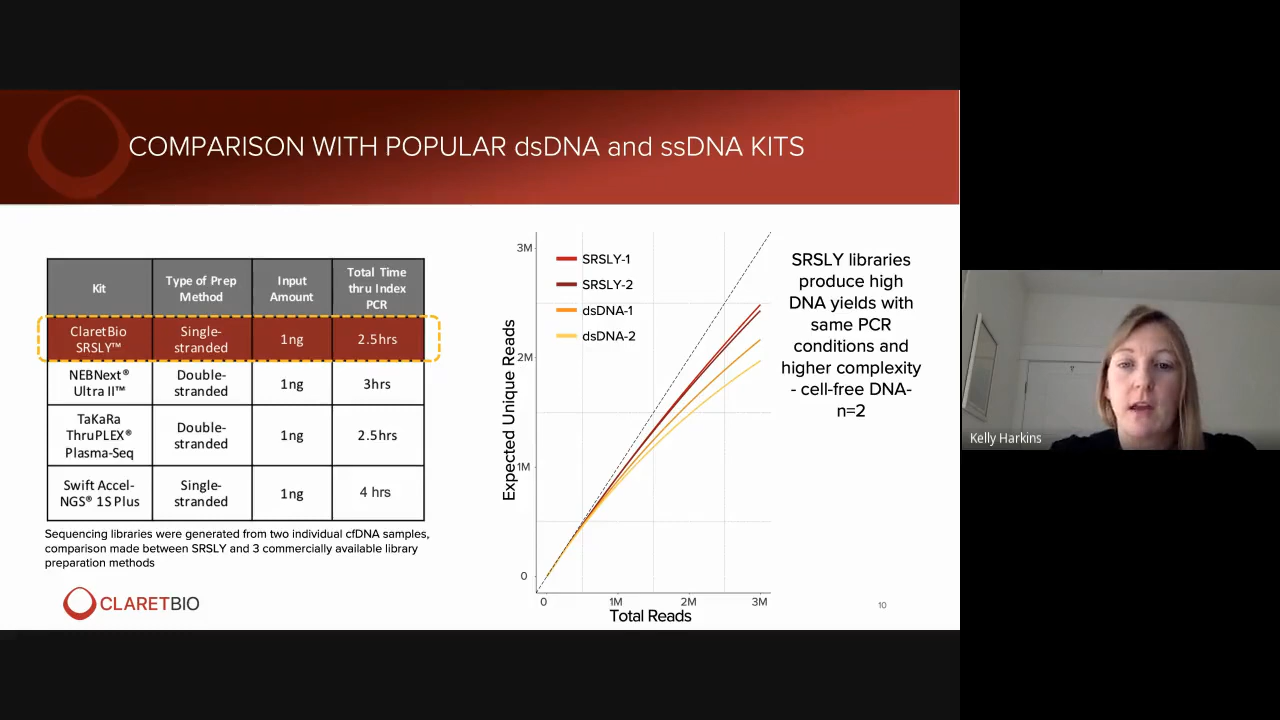 COMPARISON WITH POPULAR dsDNA and ssDNA KITS
Kit
Type of Prep
Method
Input
Amount
Total Time
thru Index
PCR
ClaretBio
SRSLY™
Single-
stranded
1ng
2.5hrs
NEBNext®
Ultra II™
Double-
stranded
1ng
3hrs
TaKaRa
ThruPLEX®
Plasma-Seq
Double-
stranded
1ng
2.5hrs
Swift Accel-
NGS® 1S Plus
Single-
stranded
1ng
4 hrs
Sequencing libraries were generated from two individual cfDNA samples,
comparison made between SRSLY and 3 commercially available library
preparation methods
CLARETBIO
Expected Unique Reads
3M
2M
1M
0
SRSLY-1
SRSLY-2
dsDNA-1
dsDNA-2
0
1M
2M
3M
Total Reads
SRSLY libraries
produce high
DNA yields with
same PCR
conditions and
higher complexity
- cell-free DNA-
n=2
10
Kelly Harkins